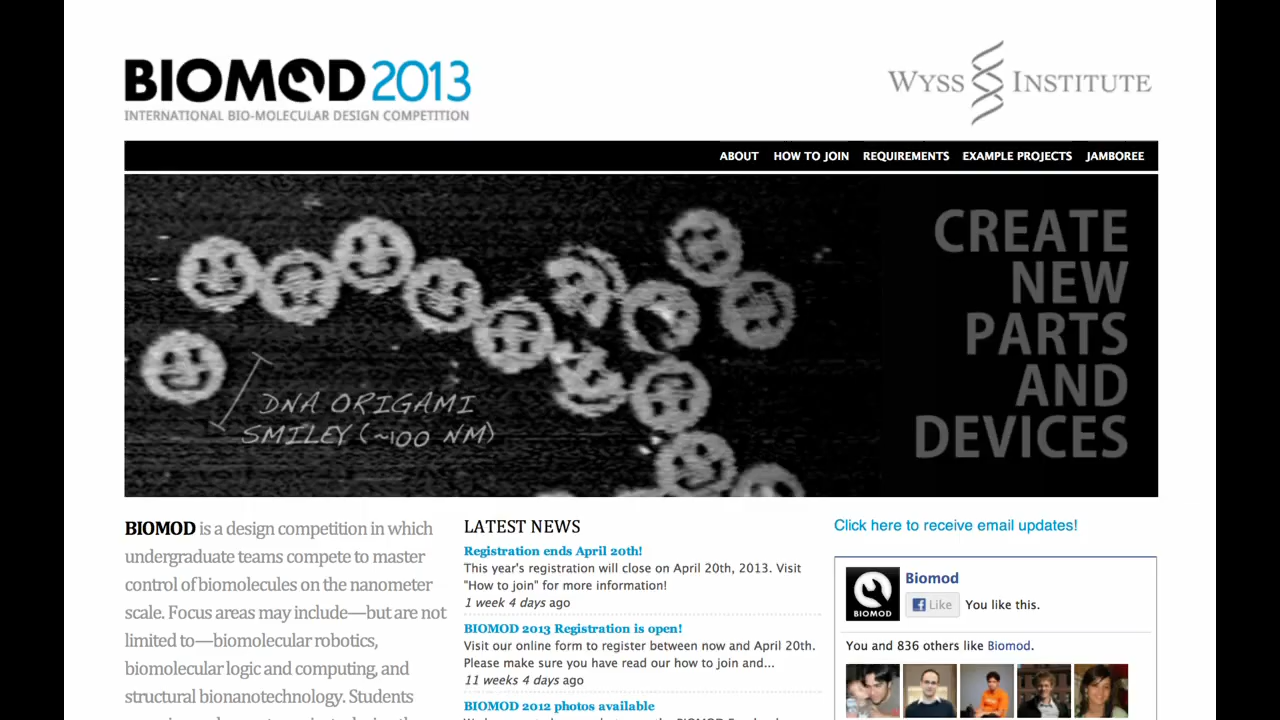 BIOMOD 2013
INTERNATIONAL BIO-MOLECULAR DESIGN COMPETITION
WYSS INSTITUTE
ABOUT HOW TO JOIN REQUIREMENTS EXAMPLE PROJECTS JAMBOREE
CREATE
NEW
PARTS
AND
DEVICES
DNA ORIGAMI
SMILEY (~100 NM)
BIOMOD is a design competition in which
undergraduate teams compete to master
control of biomolecules on the nanometer
scale. Focus areas may include—but are not
limited to—biomolecular robotics,
biomolecular logic and computing, and
structural bionanotechnology. Students
LATEST NEWS
Registration ends April 20th!
This year's registration will close on April 20th, 2013. Visit
"How to join" for more information!
1 week 4 days ago
BIOMOD 2013 Registration is open!
Visit our online form to register between now and April 20th.
Please make sure you have read our how to join and...
11 weeks 4 days ago
BIOMOD 2012 photos available
Click here to receive email updates!
BIOMOD
Biomod
Like You like this.
You and 836 others like Biomod.